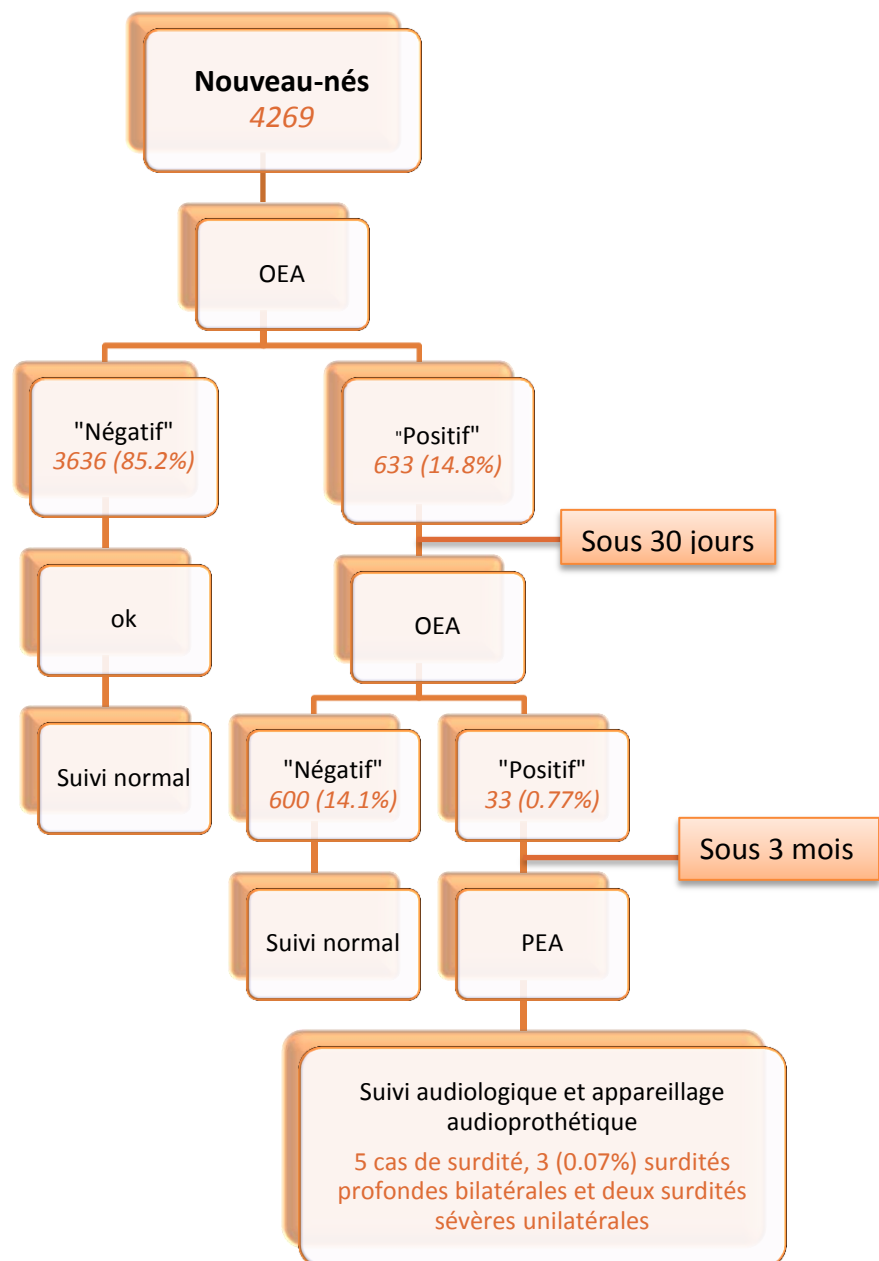 Nouveau-nés
4269
OEA
"Négatif"
3636 (85.2%)
"Positif"
633 (14.8%)
Sous 30 jours
ok
OEA
Suivi normal
"Négatif"
600 (14.1%)
"Positif"
33 (0.77%)
Sous 3 mois
Suivi normal
PEA
Suivi audiologique et appareillage
audioprothétique
5 cas de surdité, 3 (0.07%) surdités
profondes bilatérales et deux surdités
sévères unilatérales